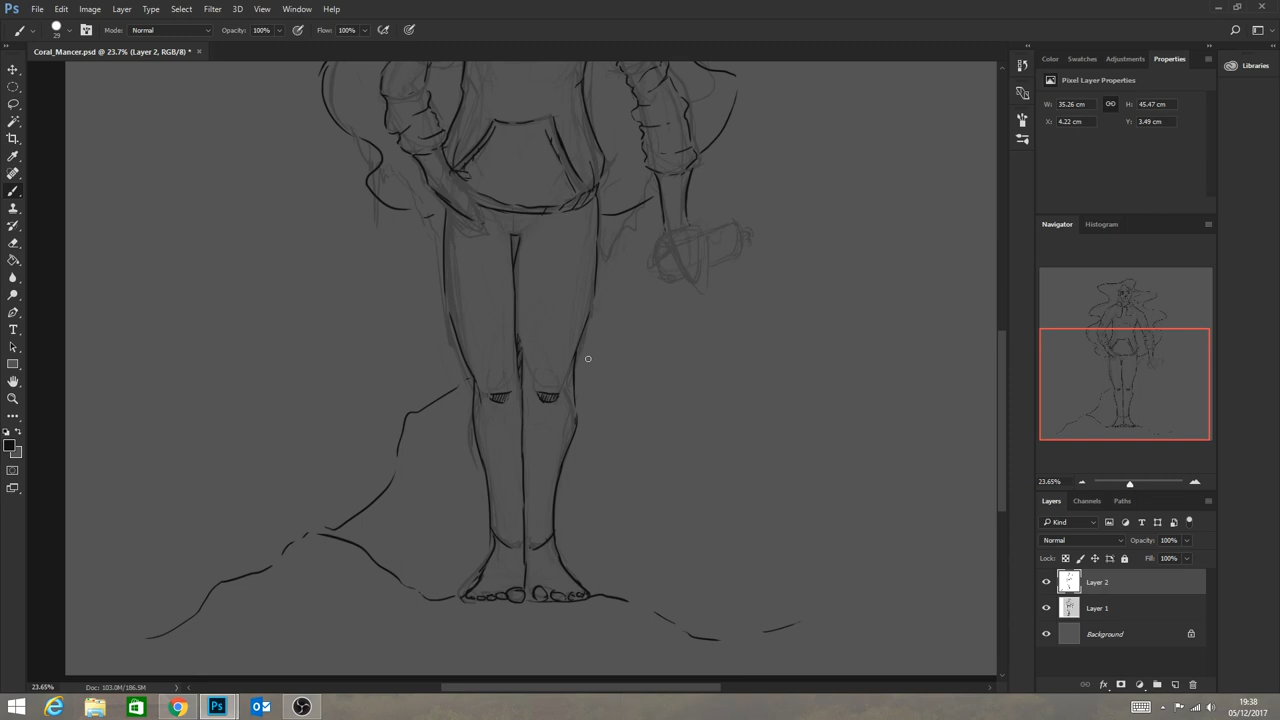 Ps File Edit Image Layer Type Select Filter 3D View Window Help
29 Mode: Normal Opacity: 100% Flow: 100%
Coral_Mancer.psd @ 23.7% (Layer 2, RGB/8) * ×
Color Swatches Adjustments Properties
Libraries
Pixel Layer Properties
W: 35.26 cm H: 45.47 cm
X: 4.22 cm Y: 3.49 cm
Navigator Histogram
23.65%
Layers Channels Paths
Kind
Normal Opacity: 100%
Lock: Fill: 100%
Layer 2
Layer 1
Background
fx
23.65% Doc: 103.0M/186.5M
19:38
05/12/2017